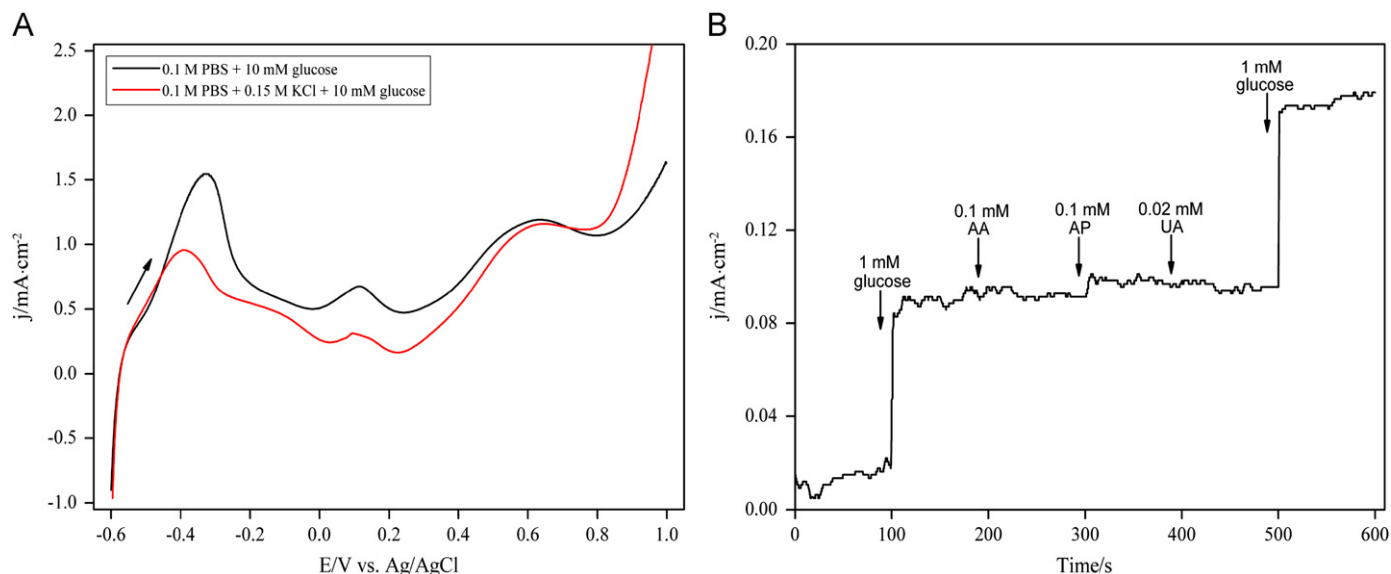 A
2.5
2.0
1.5
1.0
0.5
0.0
-0.5
-1.0
j/mA·cm-2
0.1 M PBS + 10 mM glucose
0.1 M PBS + 0.15 M KCl + 10 mM glucose
-0.6 -0.4 -0.2 0.0 0.2 0.4 0.6 0.8 1.0
E/V vs. Ag/AgCl
B
0.20
0.16
0.12
0.08
0.04
0.00
j/mA·cm-2
1 mM
glucose
0.1 mM
AA
0.1 mM
AP
0.02 mM
UA
1 mM
glucose
0 100 200 300 400 500 600
Time/s